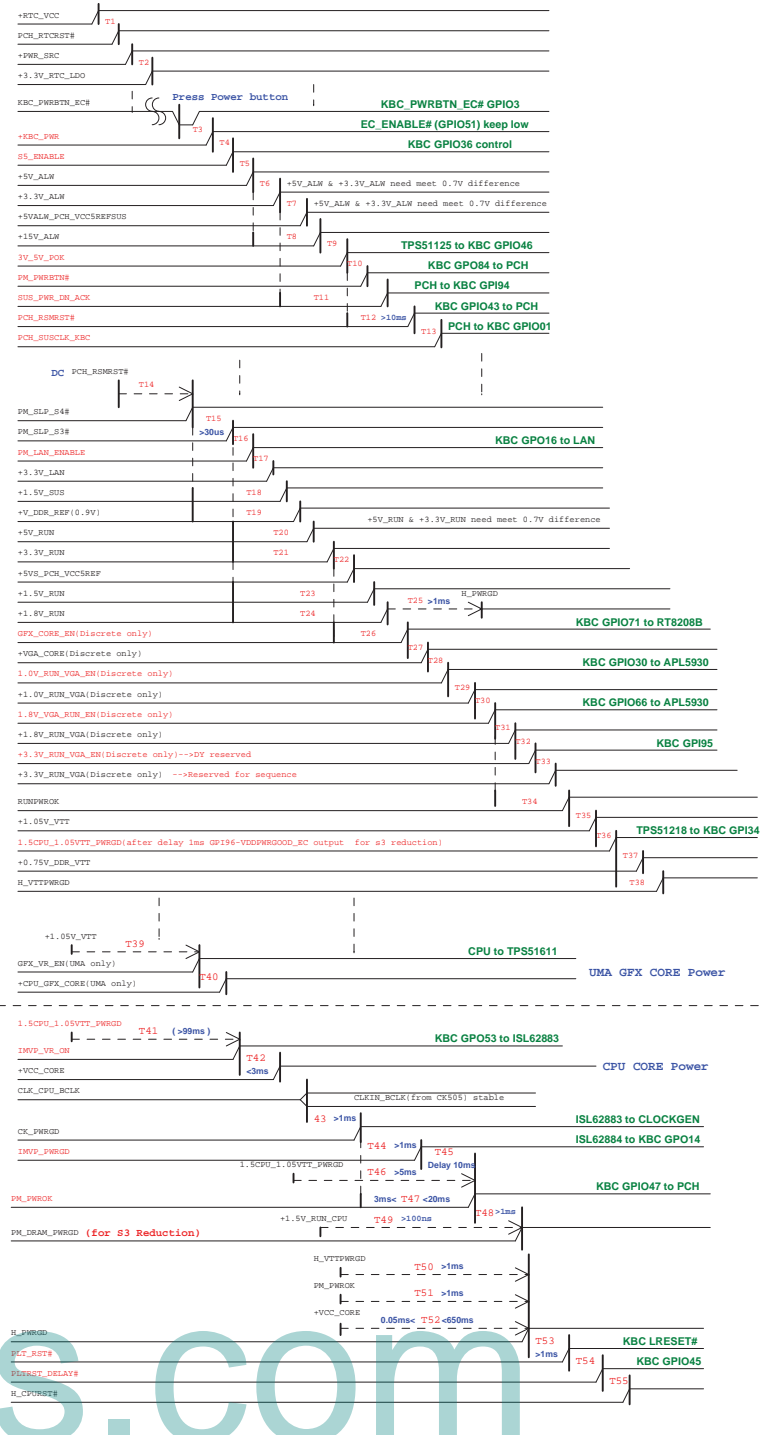 +RTC_VCC
T1
PCH_RTCRST#
+PWR_SRC
T2
+3.3V_RTC_LDO
Press Power button
KBC_PWRBTN_EC#
KBC_PWRBTN_EC# GPIO3
T3
EC_ENABLE# (GPIO51) keep low
+KBC_PWR
T4
KBC GPIO36 control
S5_ENABLE
T5
+5V_ALW
T6
+5V_ALW & +3.3V_ALW need meet 0.7V difference
+3.3V_ALW
T7
+5V_ALW & +3.3V_ALW need meet 0.7V difference
+5VALW_PCH_VCC5REFSUS
T8
+15V_ALW
T9
TPS51125 to KBC GPIO46
3V_5V_POK
T10
KBC GPO84 to PCH
PM_PWRBTN#
PCH to KBC GPI94
SUS_PWR_DN_ACK
T11
KBC GPIO43 to PCH
PCH_RSMRST#
T12 >10ms
T13
PCH to KBC GPIO01
PCH_SUSCLK_KBC
DC PCH_RSMRST#
T14
PM_SLP_S4#
T15
PM_SLP_S3#
>30us
T16
KBC GPO16 to LAN
PM_LAN_ENABLE
T17
+3.3V_LAN
+1.5V_SUS
T18
+V_DDR_REF(0.9V)
T19
+5V_RUN & +3.3V_RUN need meet 0.7V difference
+5V_RUN
T20
+3.3V_RUN
T21
T22
+5VS_PCH_VCC5REF
+1.5V_RUN
T23
T25 >1ms
H_PWRGD
+1.8V_RUN
T24
KBC GPIO71 to RT8208B
GFX_CORE_EN(Discrete only)
T26
T27
+VGA_CORE(Discrete only)
T28
KBC GPIO30 to APL5930
1.0V_RUN_VGA_EN(Discrete only)
T29
+1.0V_RUN_VGA(Discrete only)
T30
KBC GPIO66 to APL5930
1.8V_VGA_RUN_EN(Discrete only)
T31
+1.8V_RUN_VGA(Discrete only)
T32
KBC GPI95
+3.3V_RUN_VGA_EN(Discrete only)-->DY reserved
T33
+3.3V_RUN_VGA(Discrete only) -->Reserved for sequence
RUNPWROK
T34
+1.05V_VTT
T35
TPS51218 to KBC GPI34
1.5CPU_1.05VTT_PWRGD(after delay 1ms GPI96-VDDPWRGOOD_EC output for s3 reduction)
T36
+0.75V_DDR_VTT
T37
H_VTTPWRGD
T38
+1.05V_VTT
T39
CPU to TPS51611
GFX_VR_EN(UMA only)
T40
UMA GFX CORE Power
+CPU_GFX_CORE(UMA only)
1.5CPU_1.05VTT_PWRGD
T41 (>99ms)
KBC GPO53 to ISL62883
IMVP_VR_ON
T42
+VCC_CORE
<3ms
CPU CORE Power
CLK_CPU_BCLK
CLKIN_BCLK(from CK505) stable
43 >1ms
ISL62883 to CLOCKGEN
CK_PWRGD
T44 >1ms
ISL62884 to KBC GPO14
IMVP_PWRGD
T45
1.5CPU_1.05VTT_PWRGD
Delay 10ms
T46 >5ms
KBC GPIO47 to PCH
PM_PWROK
3ms< T47 <20ms
T48 >1ms
+1.5V_RUN_CPU
T49 >100ns
PM_DRAM_PWRGD (for S3 Reduction)
H_VTTPWRGD
T50 >1ms
PM_PWROK
T51 >1ms
+VCC_CORE
0.05ms< T52 <650ms
H_PWRGD
T53
KBC LRESET#
PLT_RST#
>1ms
T54
KBC GPIO45
PLTRST_DELAY#
T55
H_CPURST#
s.com